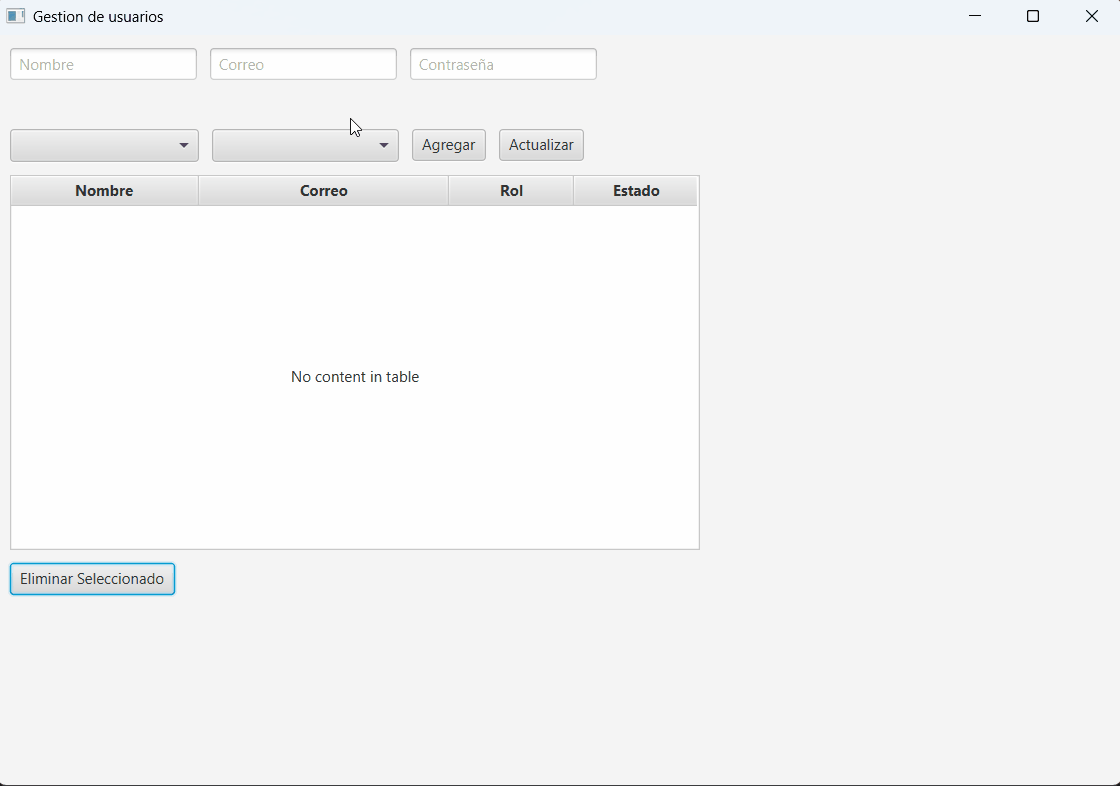 Gestion de usuarios
Nombre Correo Contraseña
Agregar Actualizar
Nombre Correo Rol Estado
No content in table
Eliminar Seleccionado